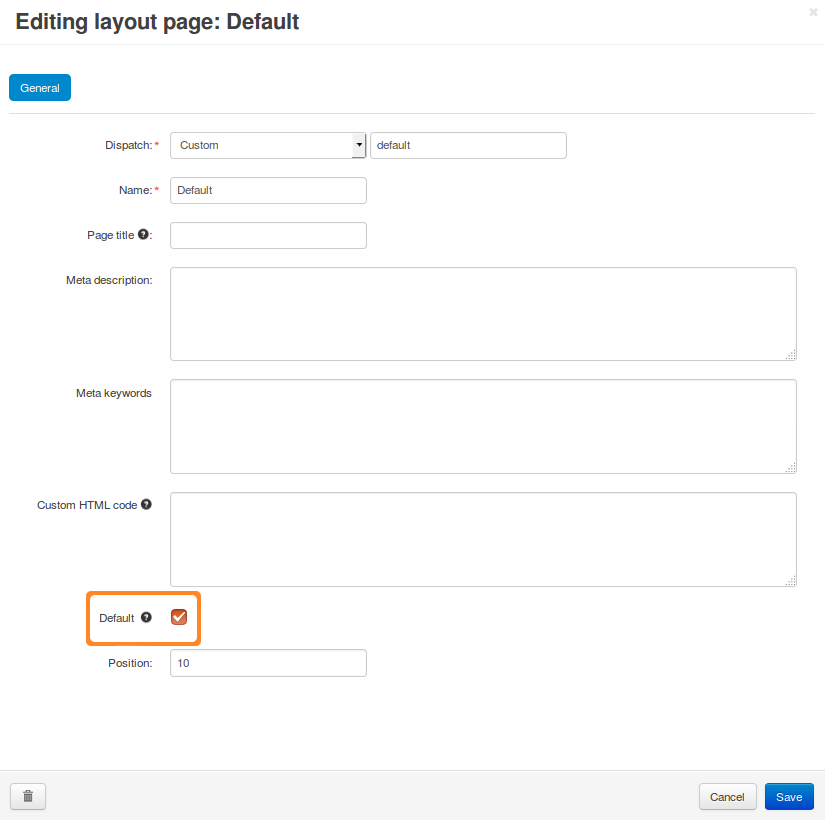 Editing layout page: Default
General
Dispatch:* Custom default
Name:* Default
Page title ?:
Meta description:
Meta keywords
Custom HTML code ?
Default ?
Position: 10
Cancel Save